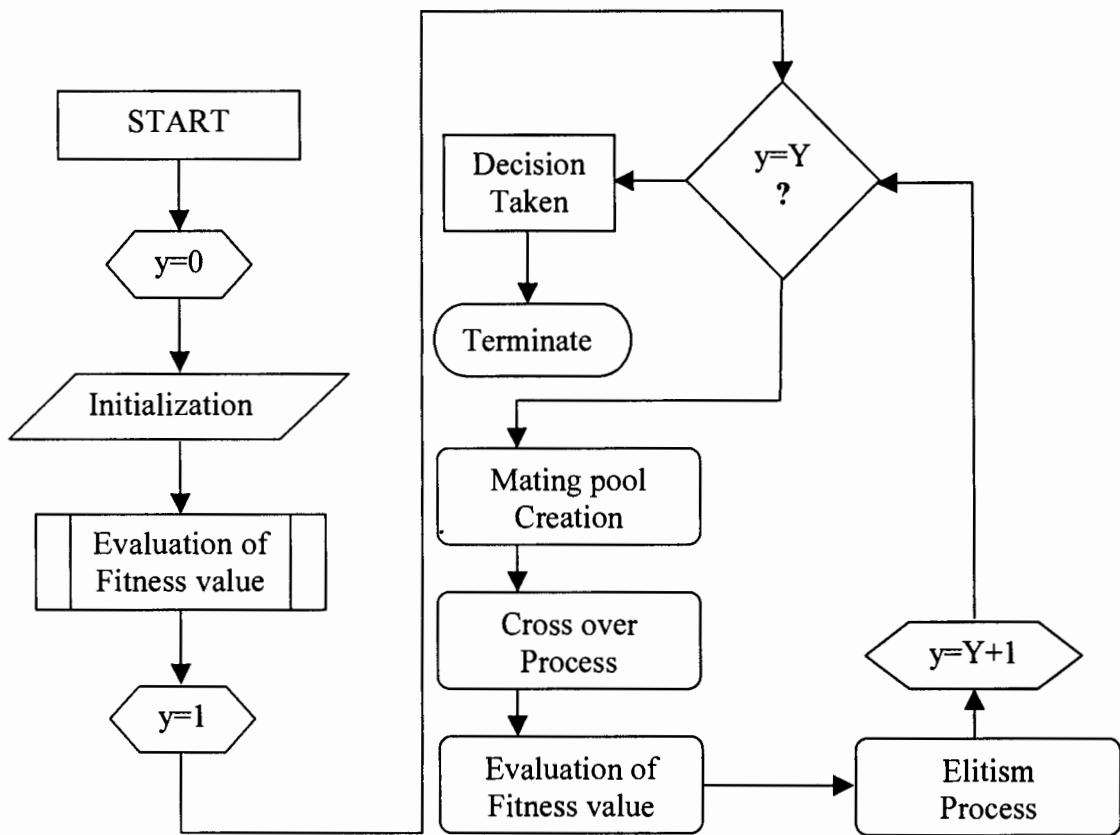 START
y=0
Initialization
Evaluation of
Fitness value
y=1
y=Y
?
Decision
Taken
Terminate
Mating pool
Creation
Cross over
Process
Evaluation of
Fitness value
Elitism
Process
y=Y+1